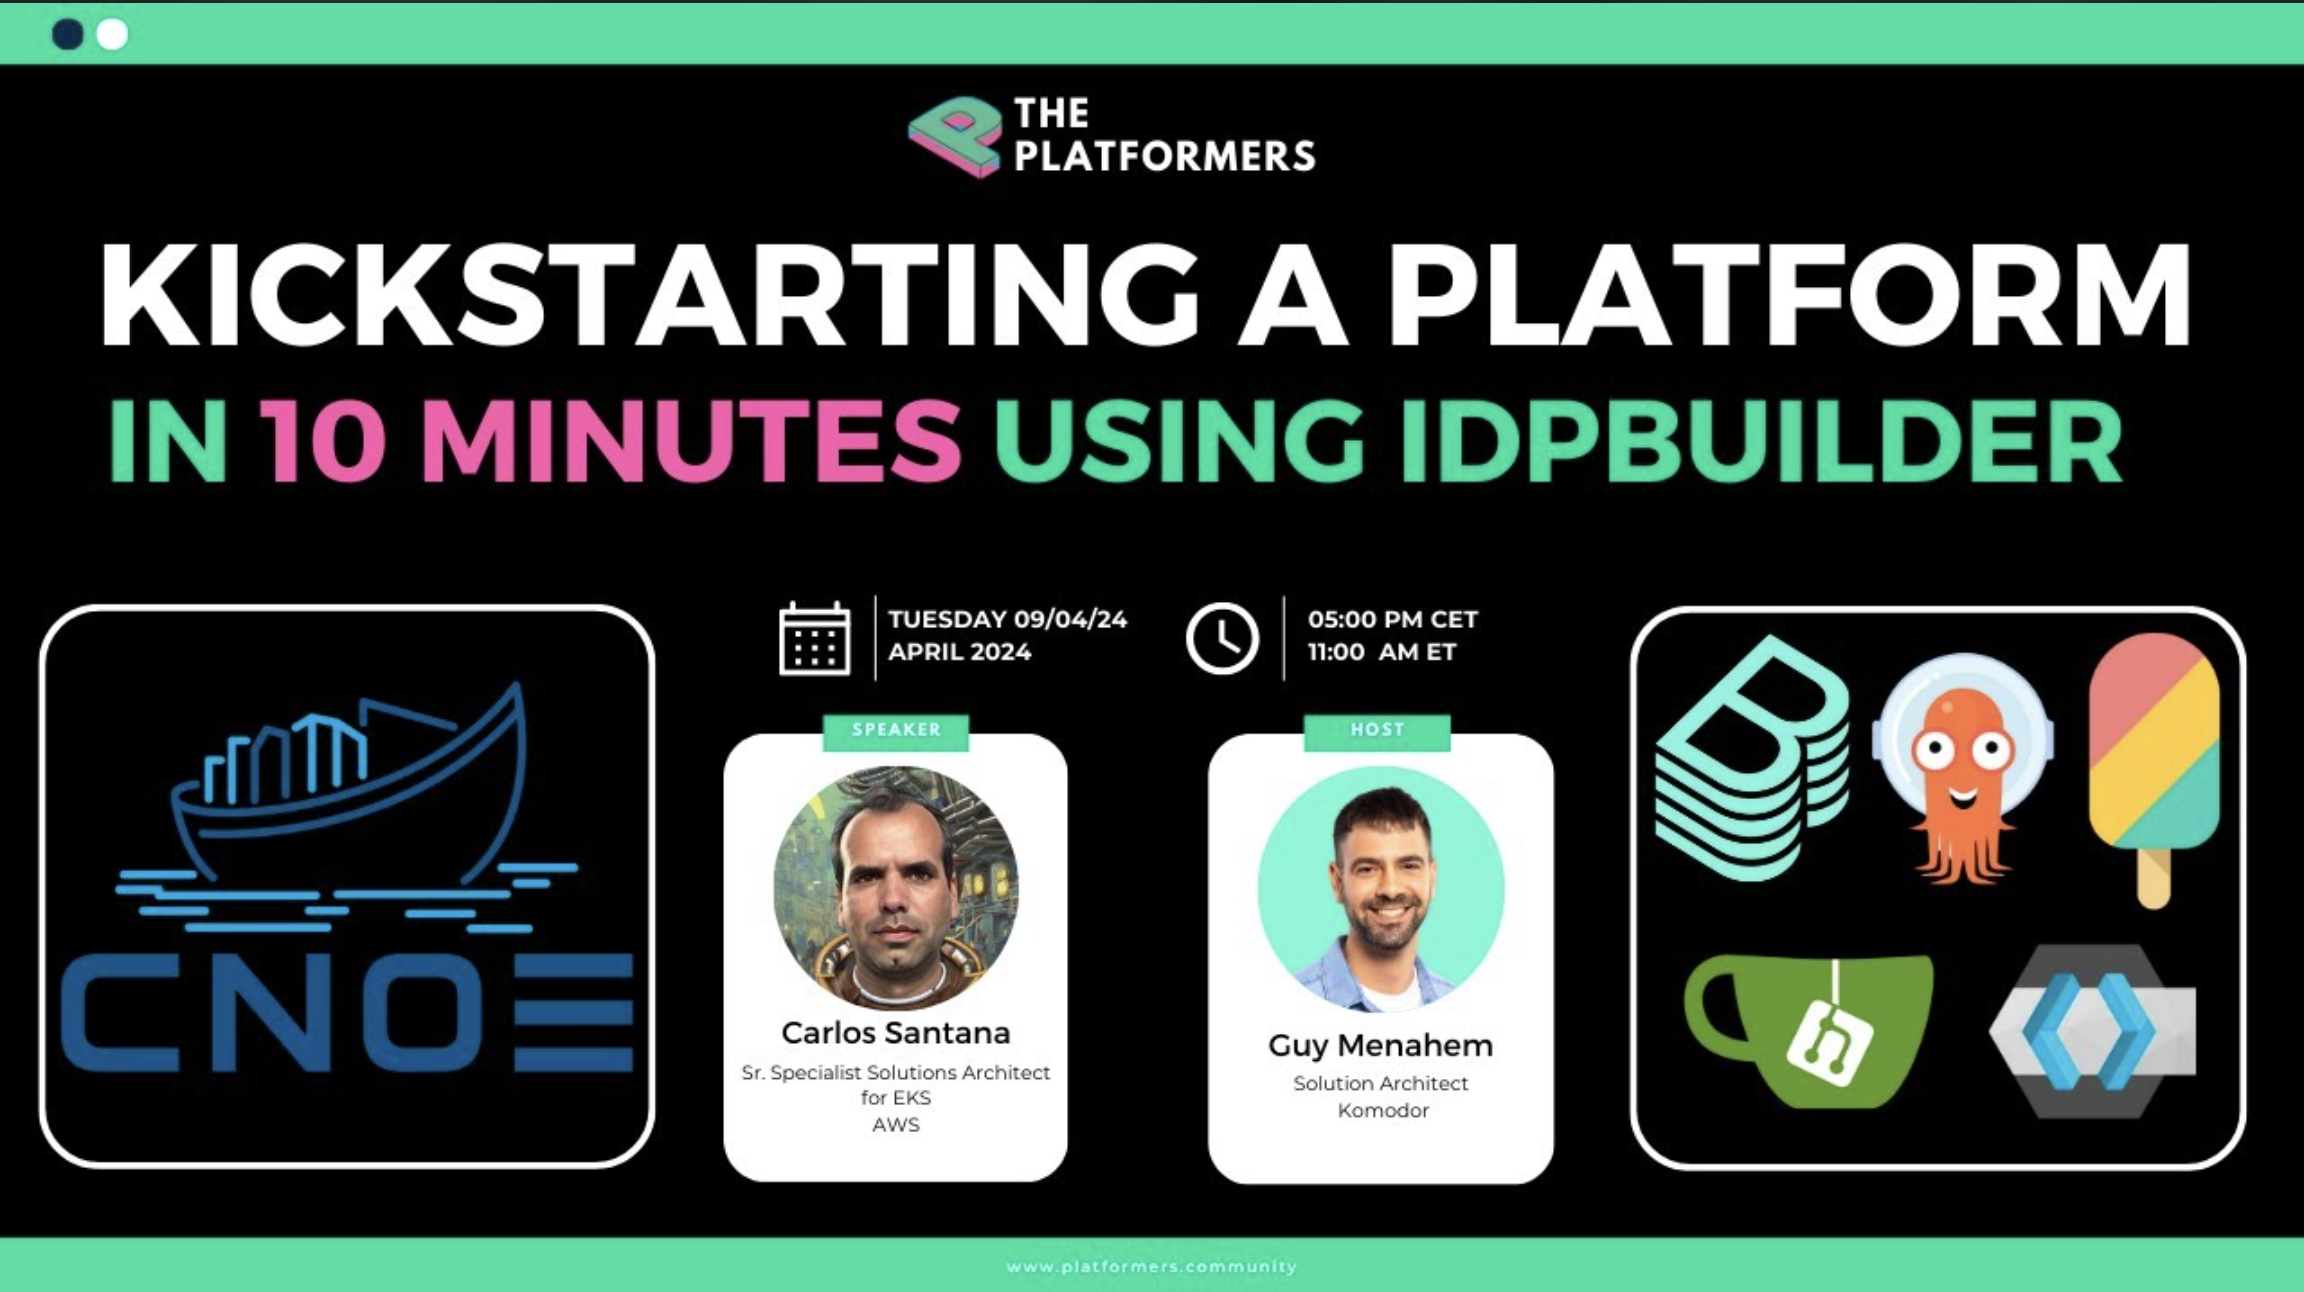 THE
PLATFORMERS
KICKSTARTING A PLATFORM
IN 10 MINUTES USING IDPBUILDER
TUESDAY 09/04/24
APRIL 2024
05:00 PM CET
11:00 AM ET
CNOE
SPEAKER
Carlos Santana
Sr. Specialist Solutions Architect
for EKS
AWS
HOST
Guy Menahem
Solution Architect
Komodor
www.platformers.community